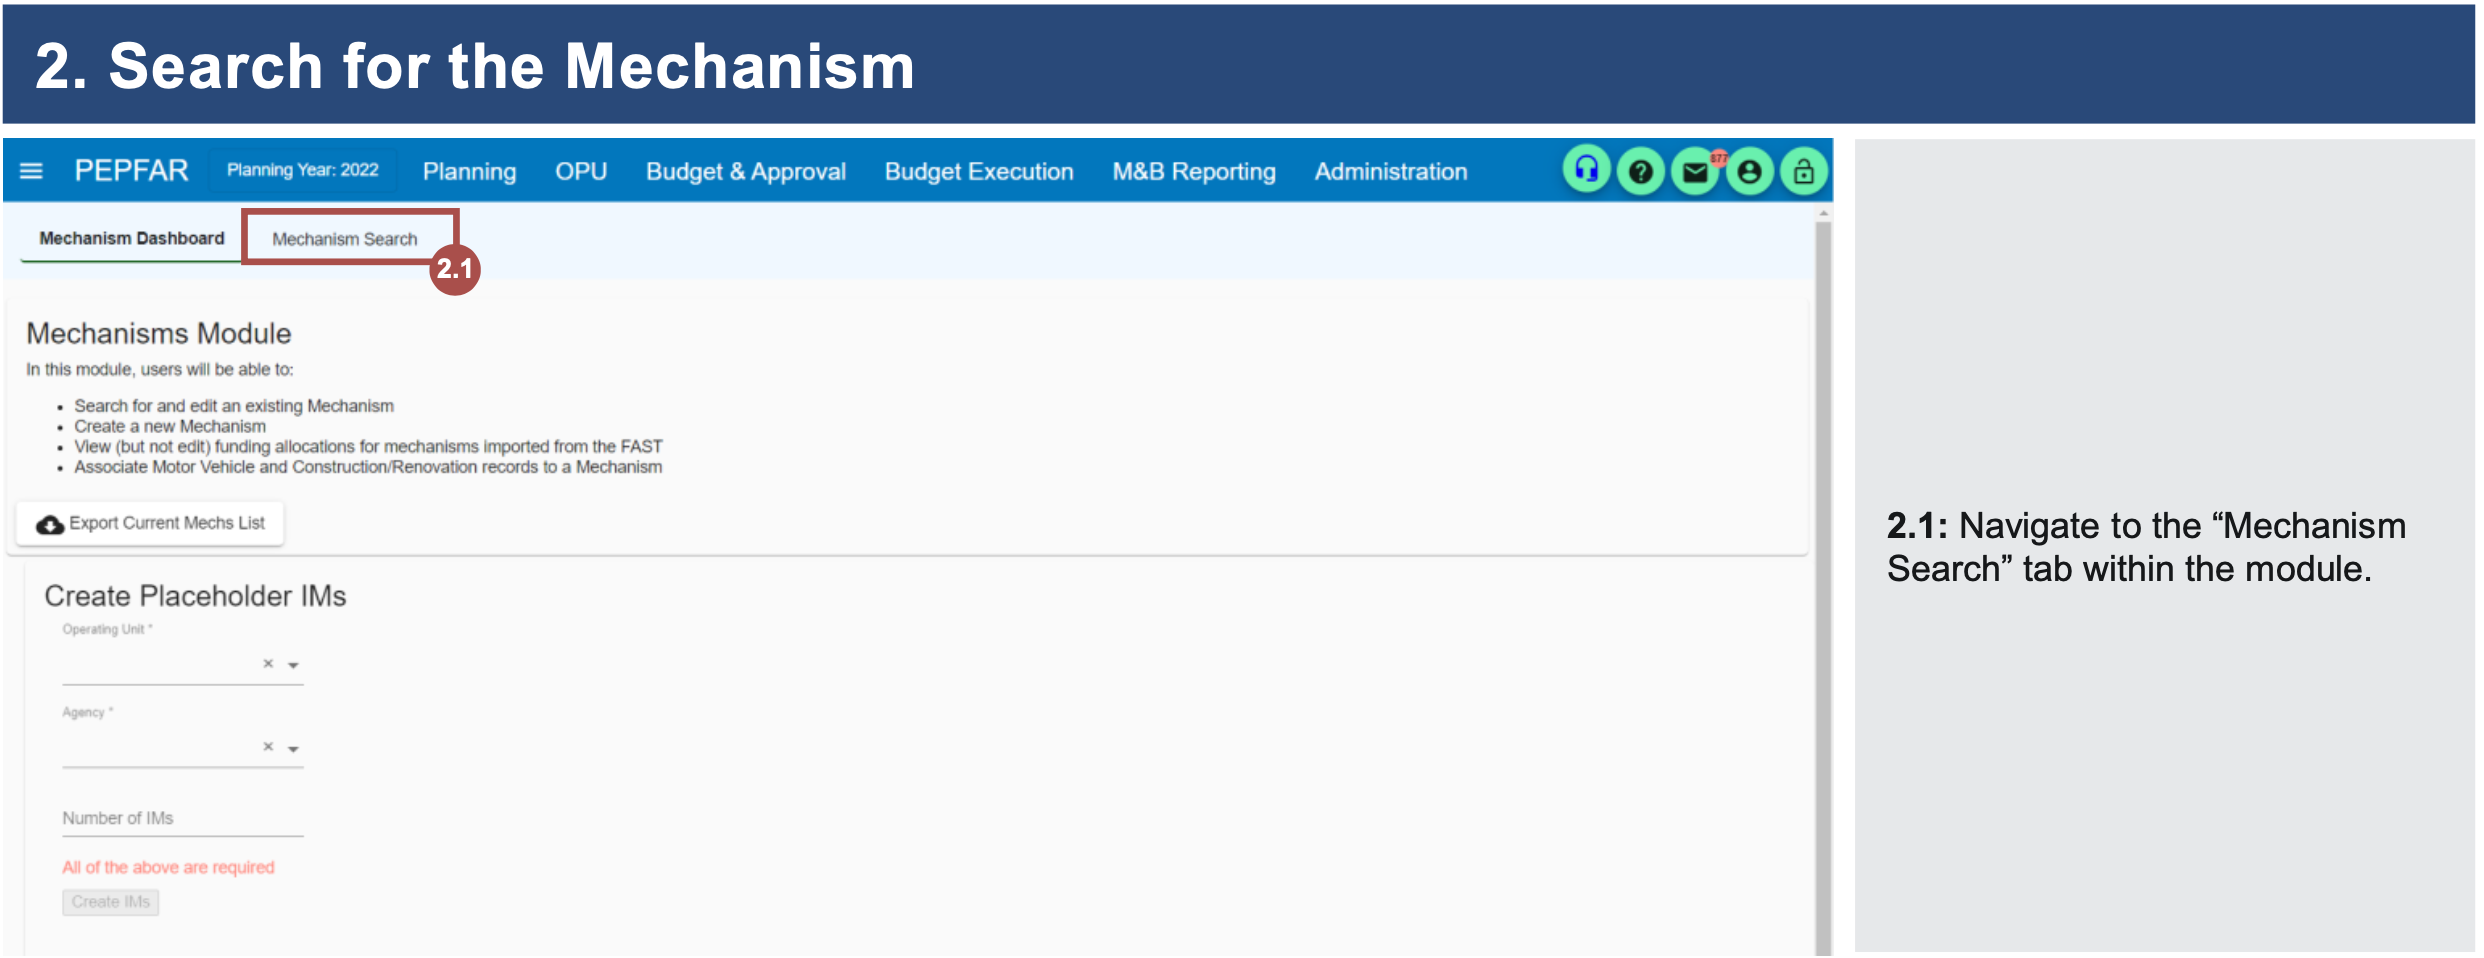 2. Search for the Mechanism
PEPFAR Planning Year: 2022 Planning OPU Budget & Approval Budget Execution M&B Reporting Administration 677
Mechanism Dashboard Mechanism Search
2.1
Mechanisms Module
In this module, users will be able to:
• Search for and edit an existing Mechanism
• Create a new Mechanism
• View (but not edit) funding allocations for mechanisms imported from the FAST
• Associate Motor Vehicle and Construction/Renovation records to a Mechanism
Export Current Mechs List
Create Placeholder IMs
Operating Unit *
Agency *
Number of IMs
All of the above are required
Create IMs
2.1: Navigate to the “Mechanism
Search” tab within the module.